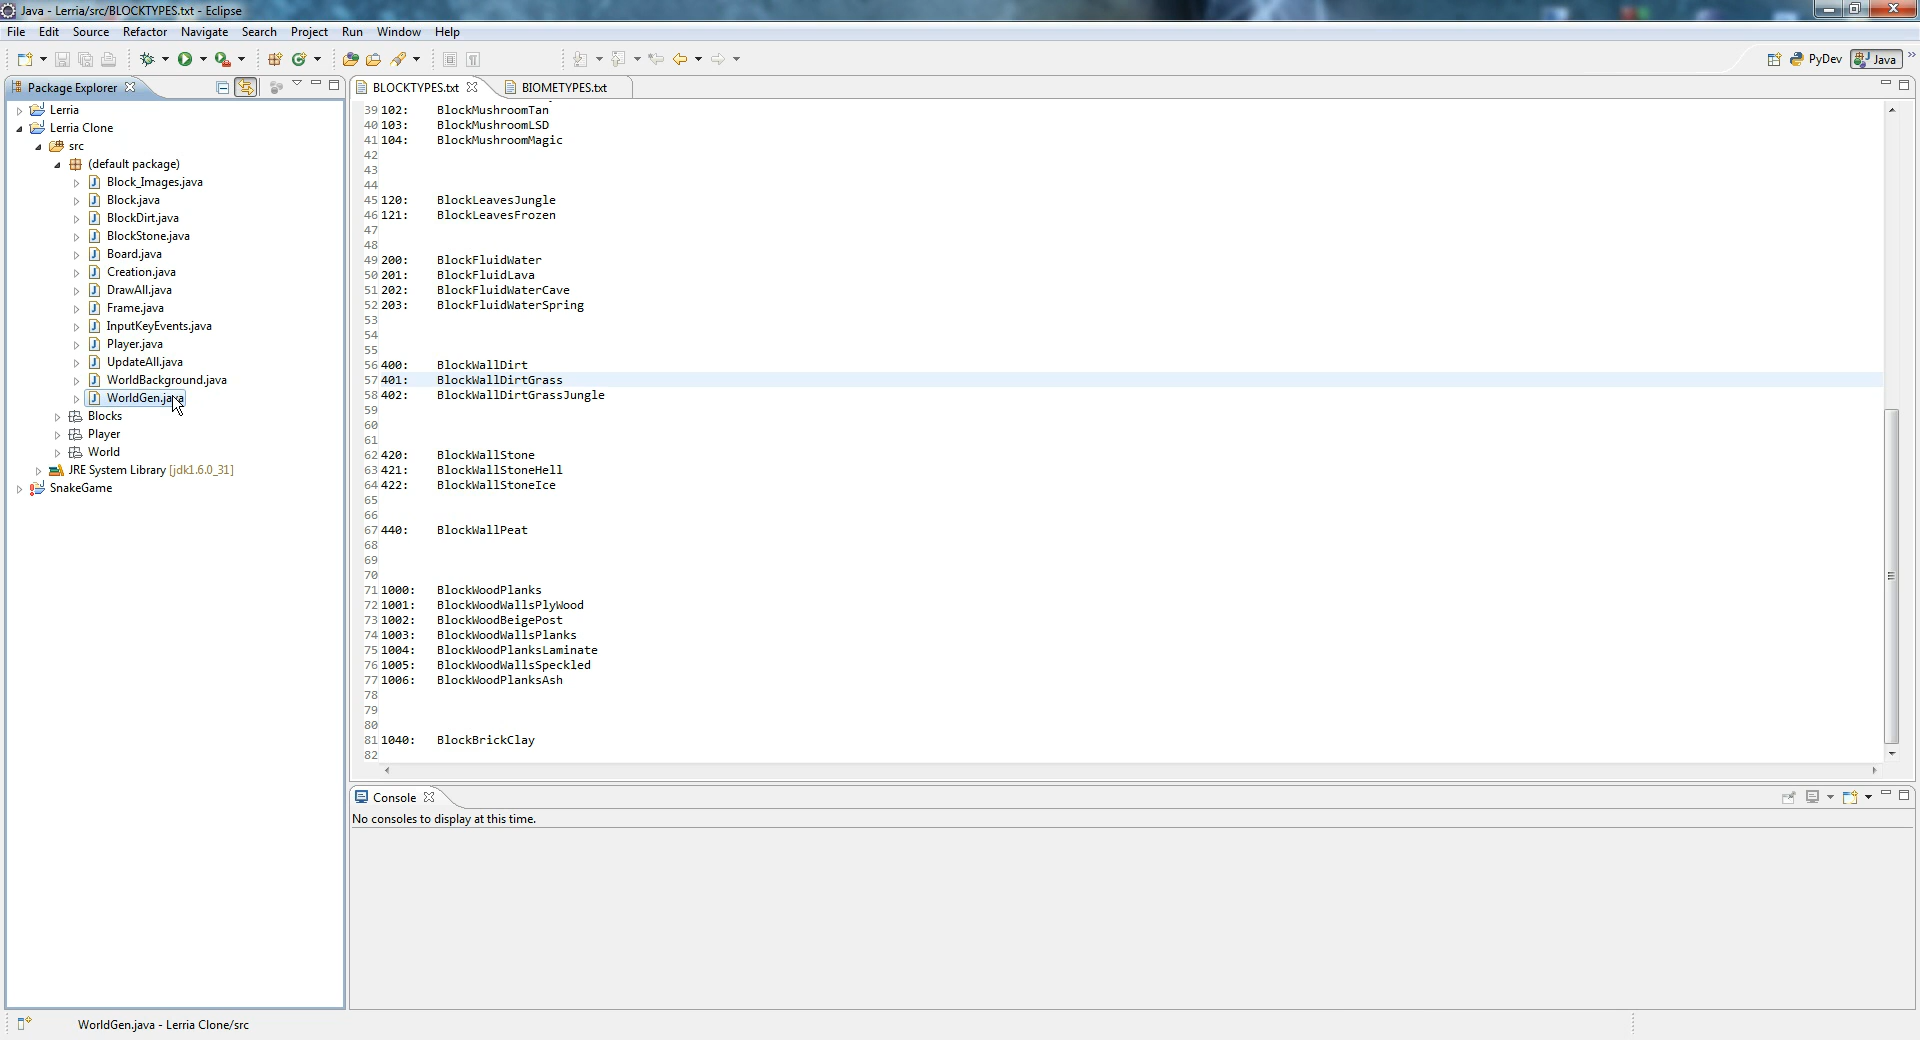 Java - Lerria/src/BLOCKTYPES.txt - Eclipse
File Edit Source Refactor Navigate Search Project Run Window Help
PyDev Java »
Package Explorer
BLOCKTYPES.txt BIOMETYPES.txt
Lerria
Lerria Clone
src
(default package)
Block_Images.java
Block.java
BlockDirt.java
BlockStone.java
Board.java
Creation.java
DrawAll.java
Frame.java
InputKeyEvents.java
Player.java
UpdateAll.java
WorldBackground.java
WorldGen.java
Blocks
Player
World
JRE System Library [jdk1.6.0_31]
SnakeGame
39 102: BlockMushroomTan
40 103: BlockMushroomLSD
41 104: BlockMushroomMagic
42
43
44
45 120: BlockLeavesJungle
46 121: BlockLeavesFrozen
47
48
49 200: BlockFluidWater
50 201: BlockFluidLava
51 202: BlockFluidWaterCave
52 203: BlockFluidWaterSpring
53
54
55
56 400: BlockWallDirt
57 401: BlockWallDirtGrass
58 402: BlockWallDirtGrassJungle
59
60
61
62 420: BlockWallStone
63 421: BlockWallStoneHell
64 422: BlockWallStoneIce
65
66
67 440: BlockWallPeat
68
69
70
71 1000: BlockWoodPlanks
72 1001: BlockWoodWallsPlyWood
73 1002: BlockWoodBeigePost
74 1003: BlockWoodWallsPlanks
75 1004: BlockWoodPlanksLaminate
76 1005: BlockWoodWallsSpeckled
77 1006: BlockWoodPlanksAsh
78
79
80
81 1040: BlockBrickClay
82
Console
No consoles to display at this time.
WorldGen.java - Lerria Clone/src